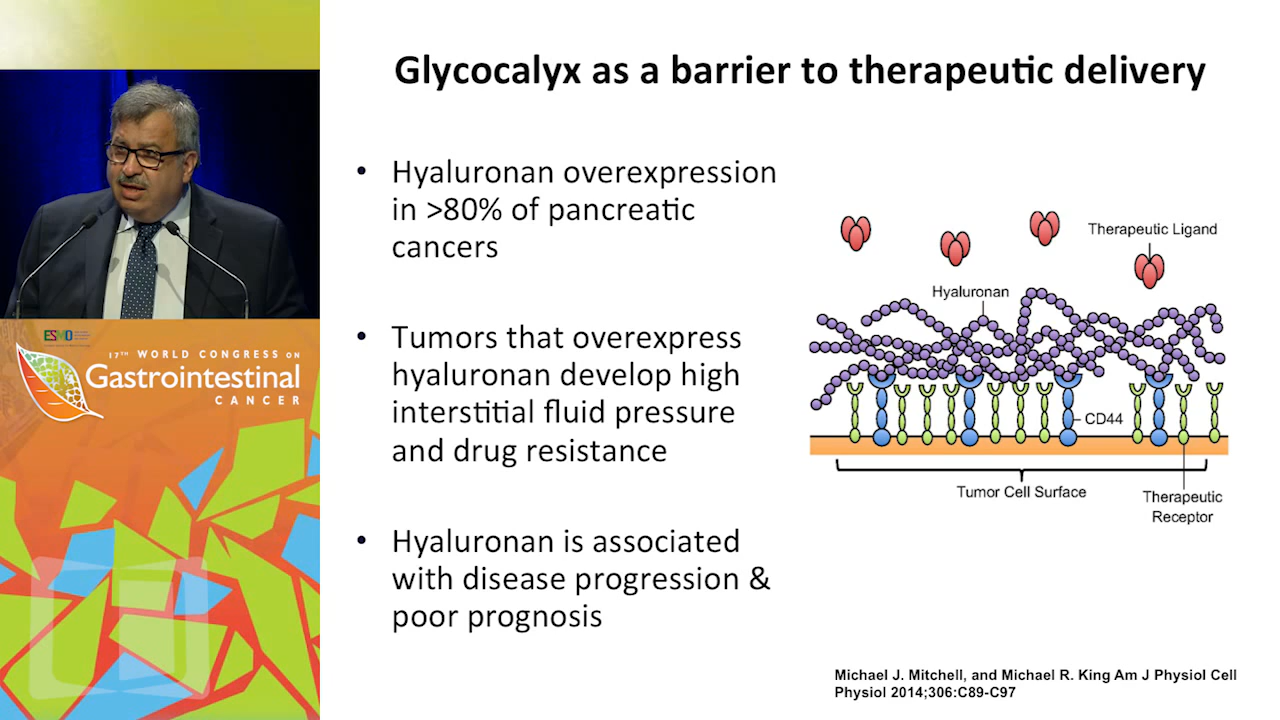 Glycocalyx as a barrier to therapeutic delivery
• Hyaluronan overexpression
in >80% of pancreatic
cancers
• Tumors that overexpress
hyaluronan develop high
interstitial fluid pressure
and drug resistance
• Hyaluronan is associated
with disease progression &
poor prognosis
Therapeutic Ligand
Hyaluronan
CD44
Tumor Cell Surface
Therapeutic
Receptor
Michael J. Mitchell, and Michael R. King Am J Physiol Cell
Physiol 2014;306:C89-C97
ESMO
17TH WORLD CONGRESS ON
Gastrointestinal
CANCER